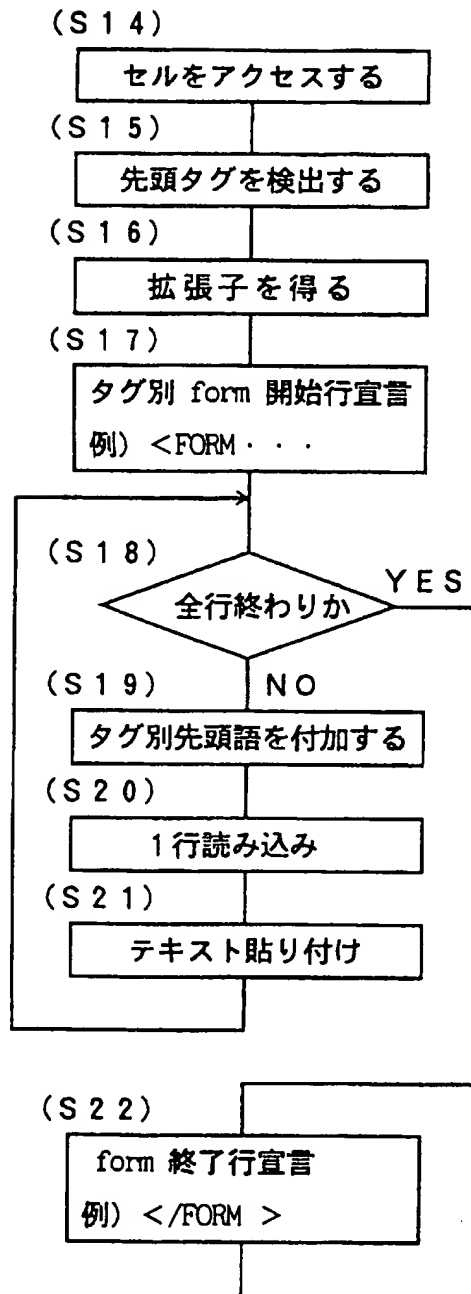 (S14)
セルをアクセスする
(S15)
先頭タグを検出する
(S16)
拡張子を得る
(S17)
タグ別 form 開始行宣言
例) <FORM・・・
(S18)
YES
全行終わりか
(S19) NO
タグ別先頭語を付加する
(S20)
1行読み込み
(S21)
テキスト貼り付け
(S22)
form 終了行宣言
例) </FORM >